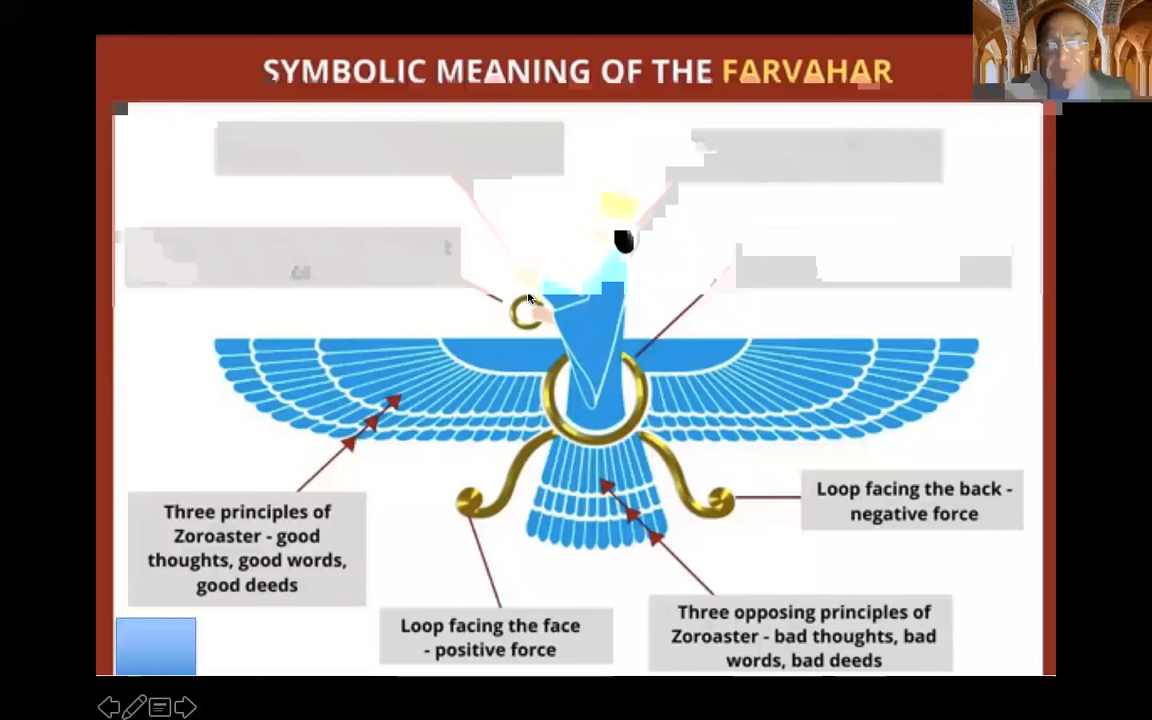 SYMBOLIC MEANING OF THE FARVAHAR
Three principles of
Zoroaster - good
thoughts, good words,
good deeds
Loop facing the face
- positive force
Three opposing principles of
Zoroaster - bad thoughts, bad
words, bad deeds
Loop facing the back -
negative force